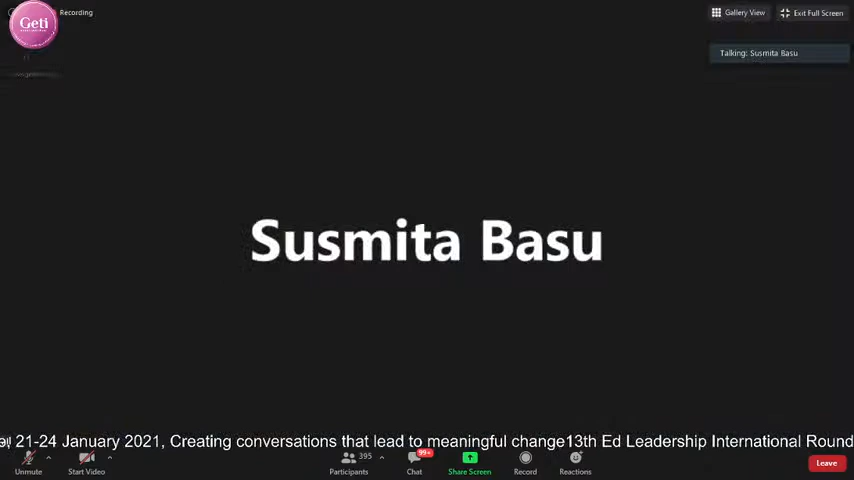 Geti
Recording
Gallery View
Exit Full Screen
Talking: Susmita Basu
Susmita Basu
21-24 January 2021, Creating conversations that lead to meaningful change13th Ed Leadership International Round
Unmute
Start Video
395
Participants
99+
Chat
Share Screen
Record
Reactions
Leave